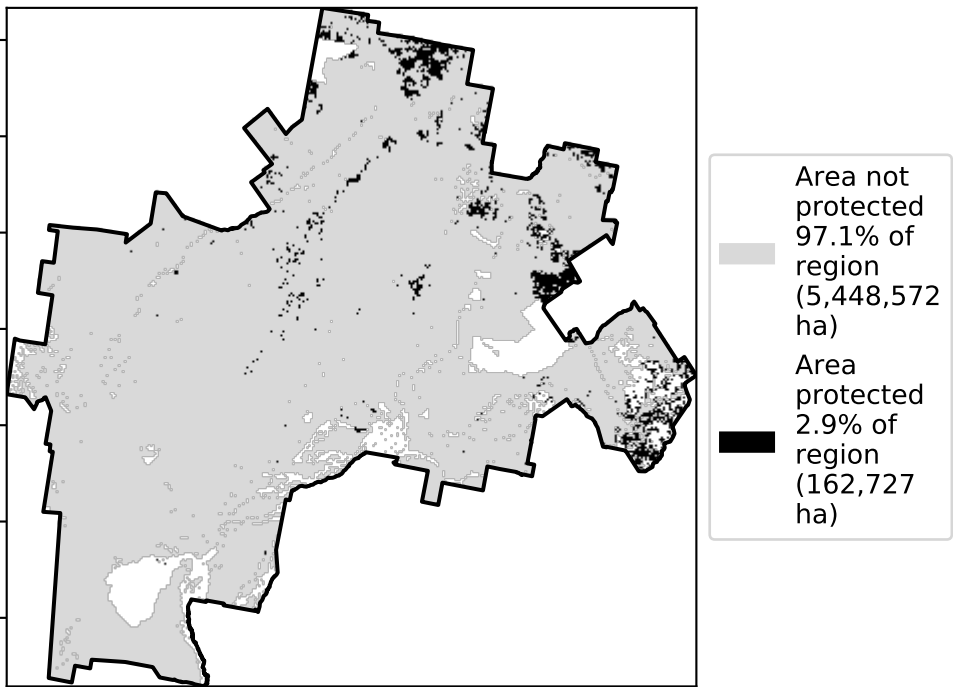 Area not
protected
97.1% of
region
(5,448,572
ha)
Area
protected
2.9% of
region
(162,727
ha)